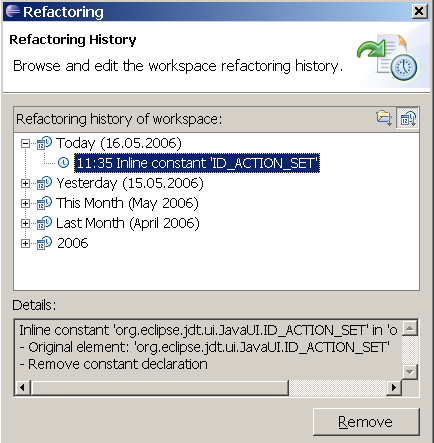 Refactoring
Refactoring History
Browse and edit the workspace refactoring history.
Refactoring history of workspace:
Today (16.05.2006)
11:35 Inline constant 'ID_ACTION_SET'
Yesterday (15.05.2006)
This Month (May 2006)
Last Month (April 2006)
2006
Details:
Inline constant 'org.eclipse.jdt.ui.JavaUI.ID_ACTION_SET' in 'o
- Original element: 'org.eclipse.jdt.ui.JavaUI.ID_ACTION_SET'
- Remove constant declaration
Remove